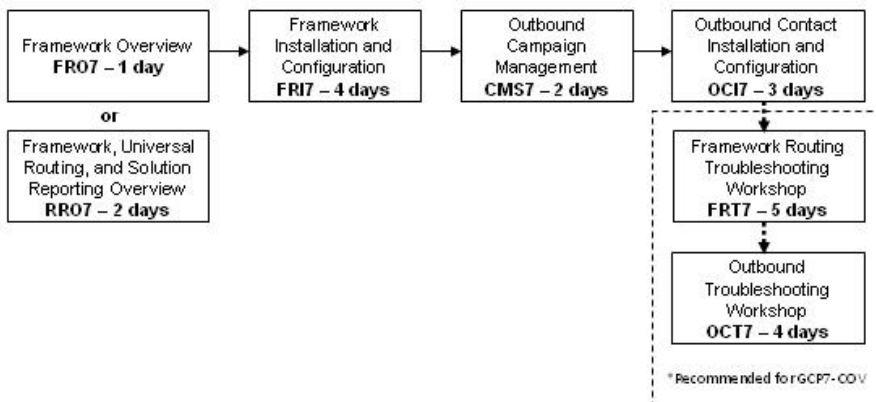 Framework Overview
FRO7 – 1 day
or
Framework, Universal
Routing, and Solution
Reporting Overview
RRO7 – 2 days
Framework
Installation and
Configuration
FRI7 – 4 days
Outbound
Campaign
Management
CMS7 – 2 days
Outbound Contact
Installation and
Configuration
OCI7 – 3 days
Framework Routing
Troubleshooting
Workshop
FRT7 – 5 days
Outbound
Troubleshooting
Workshop
OCT7 – 4 days
*Recommended for GCP7-COV